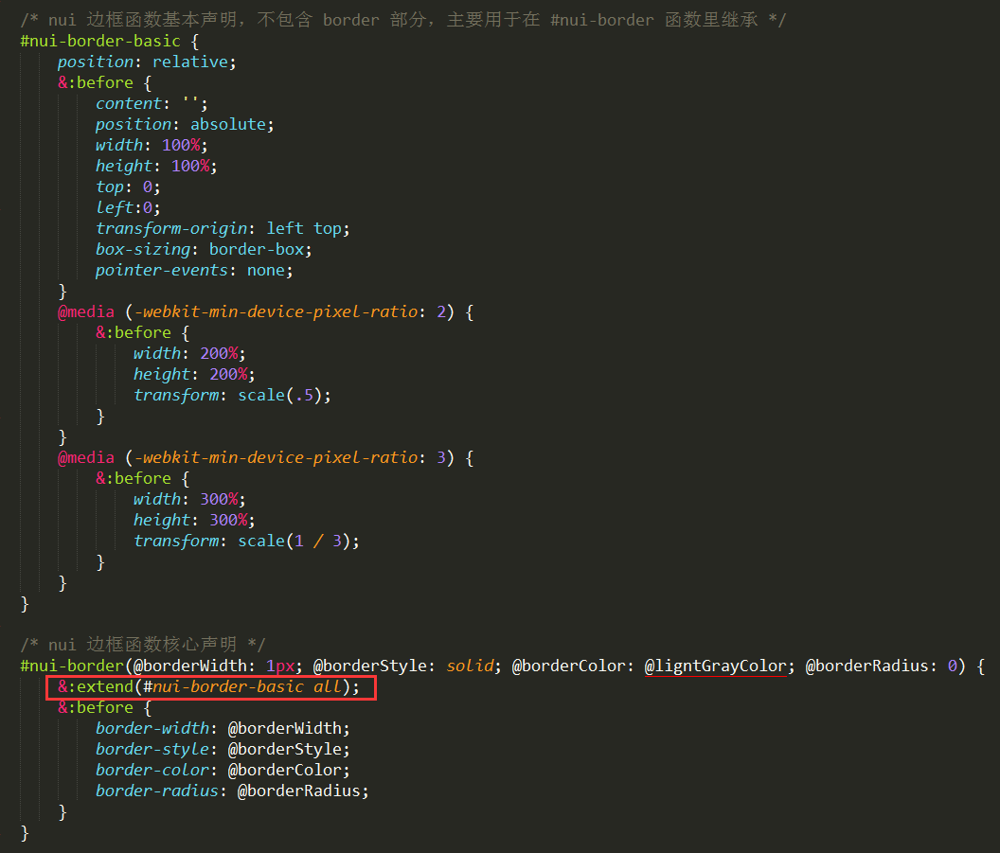 /* nui 边框函数基本声明，不包含 border 部分，主要用于在 #nui-border 函数里继承 */
#nui-border-basic {
    position: relative;
    &:before {
        content: '';
        position: absolute;
        width: 100%;
        height: 100%;
        top: 0;
        left:0;
        transform-origin: left top;
        box-sizing: border-box;
        pointer-events: none;
    }
    @media (-webkit-min-device-pixel-ratio: 2) {
        &:before {
            width: 200%;
            height: 200%;
            transform: scale(.5);
        }
    }
    @media (-webkit-min-device-pixel-ratio: 3) {
        &:before {
            width: 300%;
            height: 300%;
            transform: scale(1 / 3);
        }
    }
}
/* nui 边框函数核心声明 */
#nui-border(@borderWidth: 1px; @borderStyle: solid; @borderColor: @ligntGrayColor; @borderRadius: 0) {
    &:extend(#nui-border-basic all);
    &:before {
        border-width: @borderWidth;
        border-style: @borderStyle;
        border-color: @borderColor;
        border-radius: @borderRadius;
    }
}